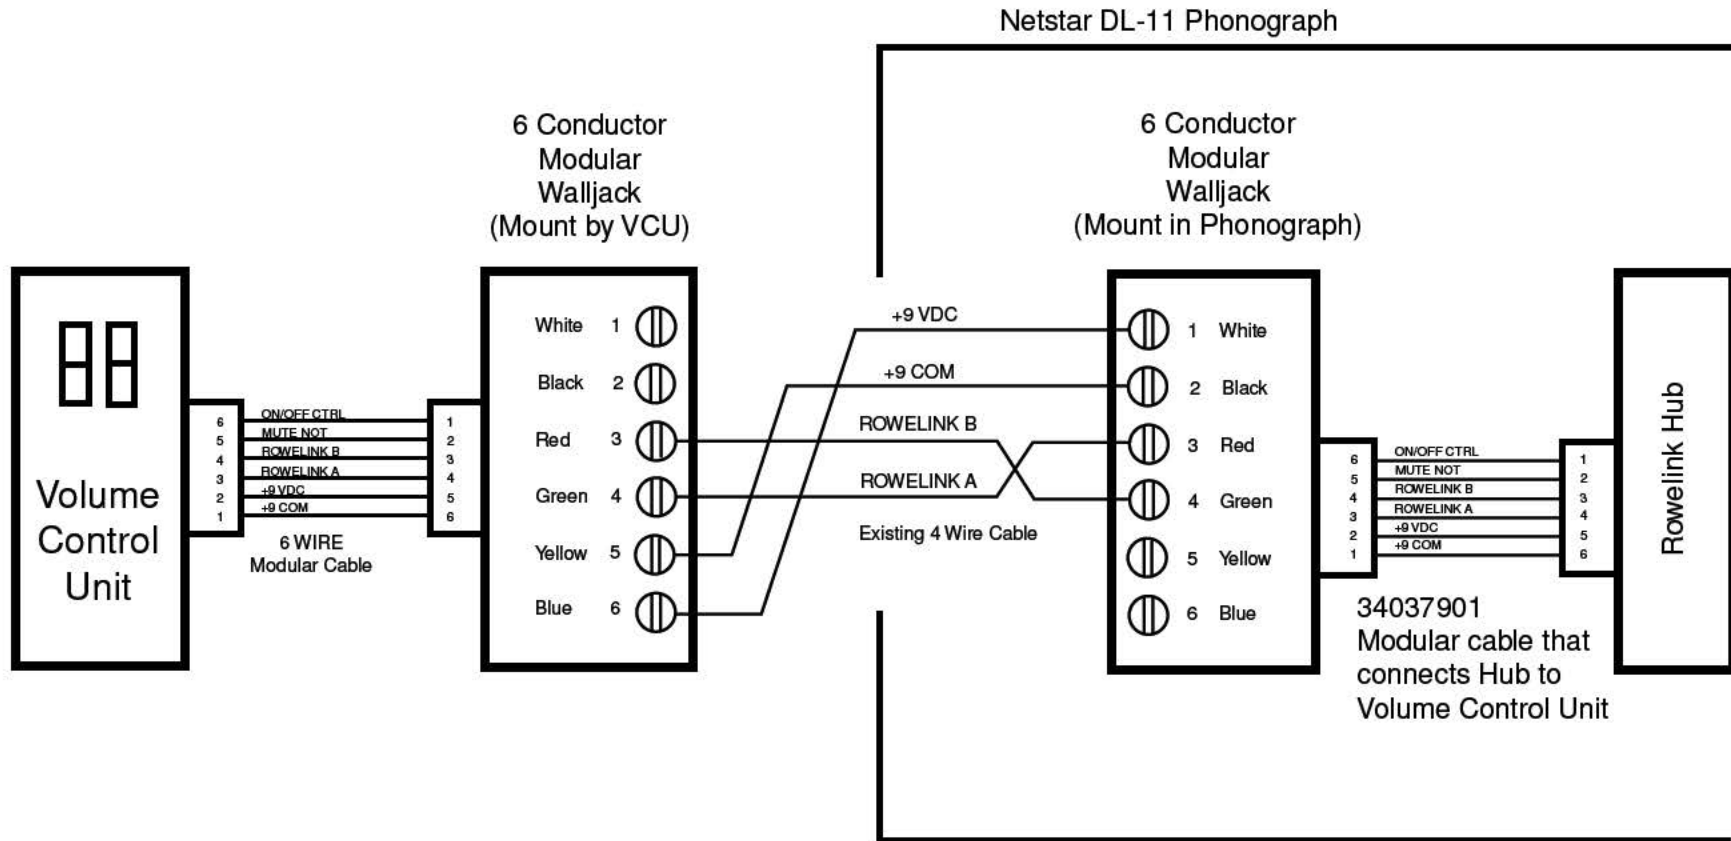 Netstar DL-11 Phonograph
6 Conductor
Modular
Walljack
(Mount by VCU)
6 Conductor
Modular
Walljack
(Mount in Phonograph)
Volume
Control
Unit
6 ON/OFF CTRL 1
5 MUTE NOT 2
4 ROWELINK B 3
3 ROWELINK A 4
2 +9 VDC 5
1 +9 COM 6
6 WIRE
Modular Cable
White 1
Black 2
Red 3
Green 4
Yellow 5
Blue 6
+9 VDC
+9 COM
ROWELINK B
ROWELINK A
Existing 4 Wire Cable
1 White
2 Black
3 Red
4 Green
5 Yellow
6 Blue
6 ON/OFF CTRL 1
5 MUTE NOT 2
4 ROWELINK B 3
3 ROWELINK A 4
2 +9 VDC 5
1 +9 COM 6
34037901
Modular cable that
connects Hub to
Volume Control Unit
Rowelink Hub